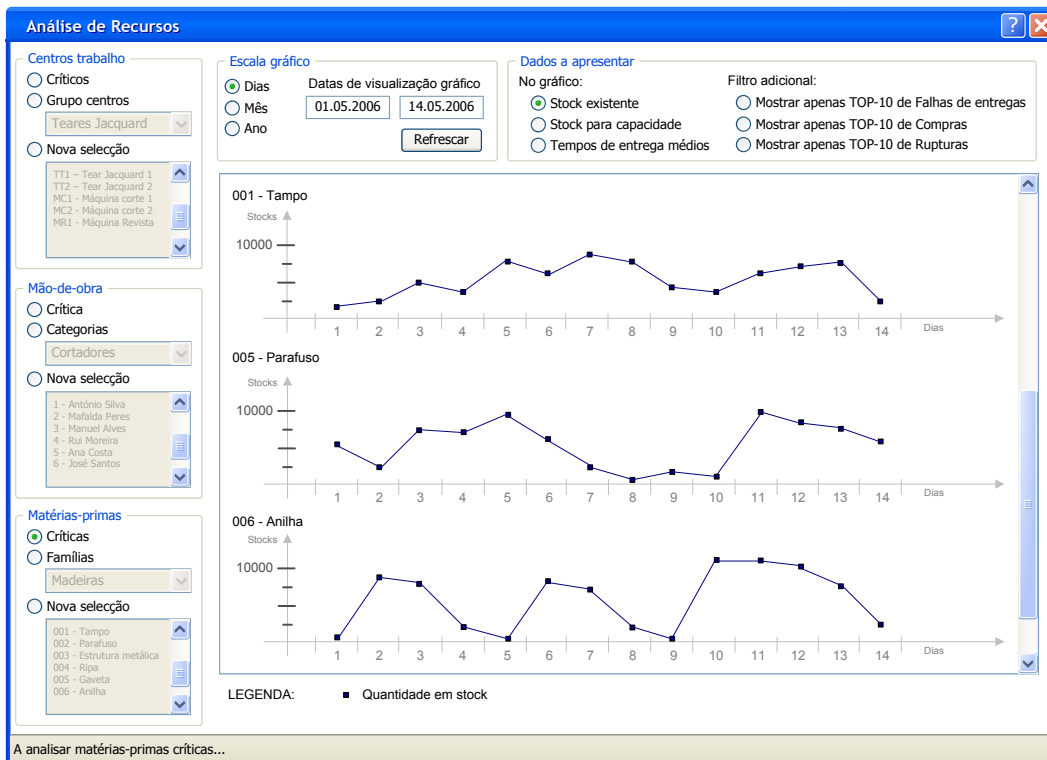 Análise de Recursos
?
Centros trabalho
Críticos
Grupo centros
Teares Jacquard
Nova selecção
TT1 – Tear Jacquard 1
TT2 – Tear Jacquard 2
MC1 - Máquina corte 1
MC2 - Máquina corte 2
MR1 - Máquina Revista
Mão-de-obra
Crítica
Categorias
Cortadores
Nova selecção
1 - António Silva
2 - Mafalda Peres
3 - Manuel Alves
4 - Rui Moreira
5 - Ana Costa
6 - José Santos
Matérias-primas
Críticas
Famílias
Madeiras
Nova selecção
001 - Tampo
002 - Parafuso
003 - Estrutura metálica
004 - Ripa
005 - Gaveta
006 - Anilha
Escala gráfico
Dias
Mês
Ano
Datas de visualização gráfico
01.05.2006 14.05.2006
Refrescar
Dados a apresentar
No gráfico:
Stock existente
Stock para capacidade
Tempos de entrega médios
Filtro adicional:
Mostrar apenas TOP-10 de Falhas de entregas
Mostrar apenas TOP-10 de Compras
Mostrar apenas TOP-10 de Rupturas
001 - Tampo
Stocks
10000
1 2 3 4 5 6 7 8 9 10 11 12 13 14 Dias
005 - Parafuso
Stocks
10000
1 2 3 4 5 6 7 8 9 10 11 12 13 14 Dias
006 - Anilha
Stocks
10000
1 2 3 4 5 6 7 8 9 10 11 12 13 14 Dias
LEGENDA: Quantidade em stock
A analisar matérias-primas críticas...